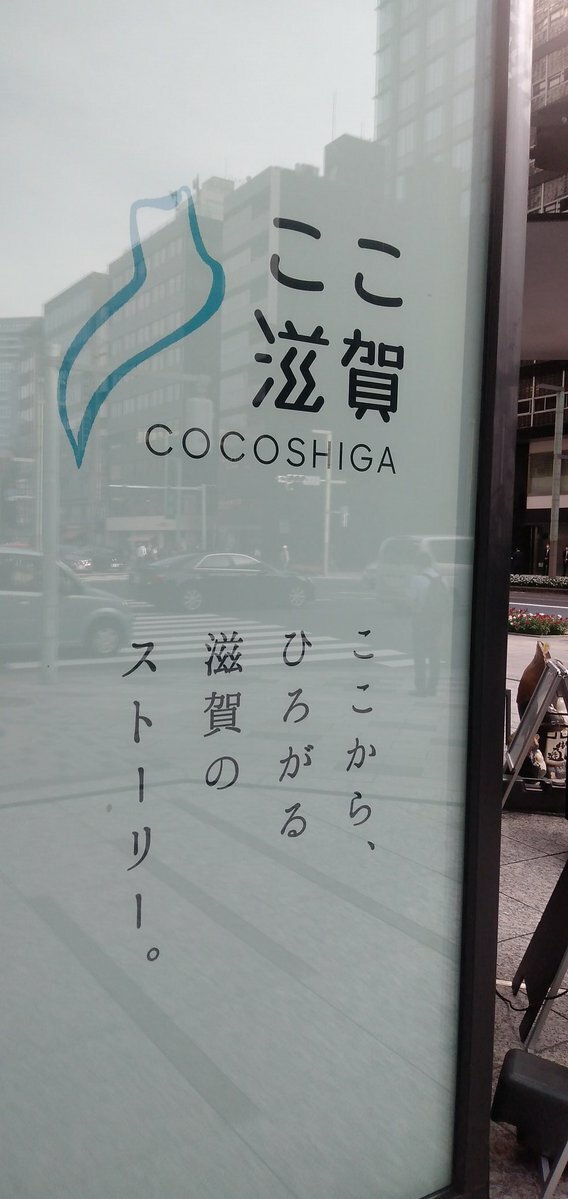 ここ
滋賀
COCOSHIGA
ここから、
ひろがる
滋賀の
ストーリー。